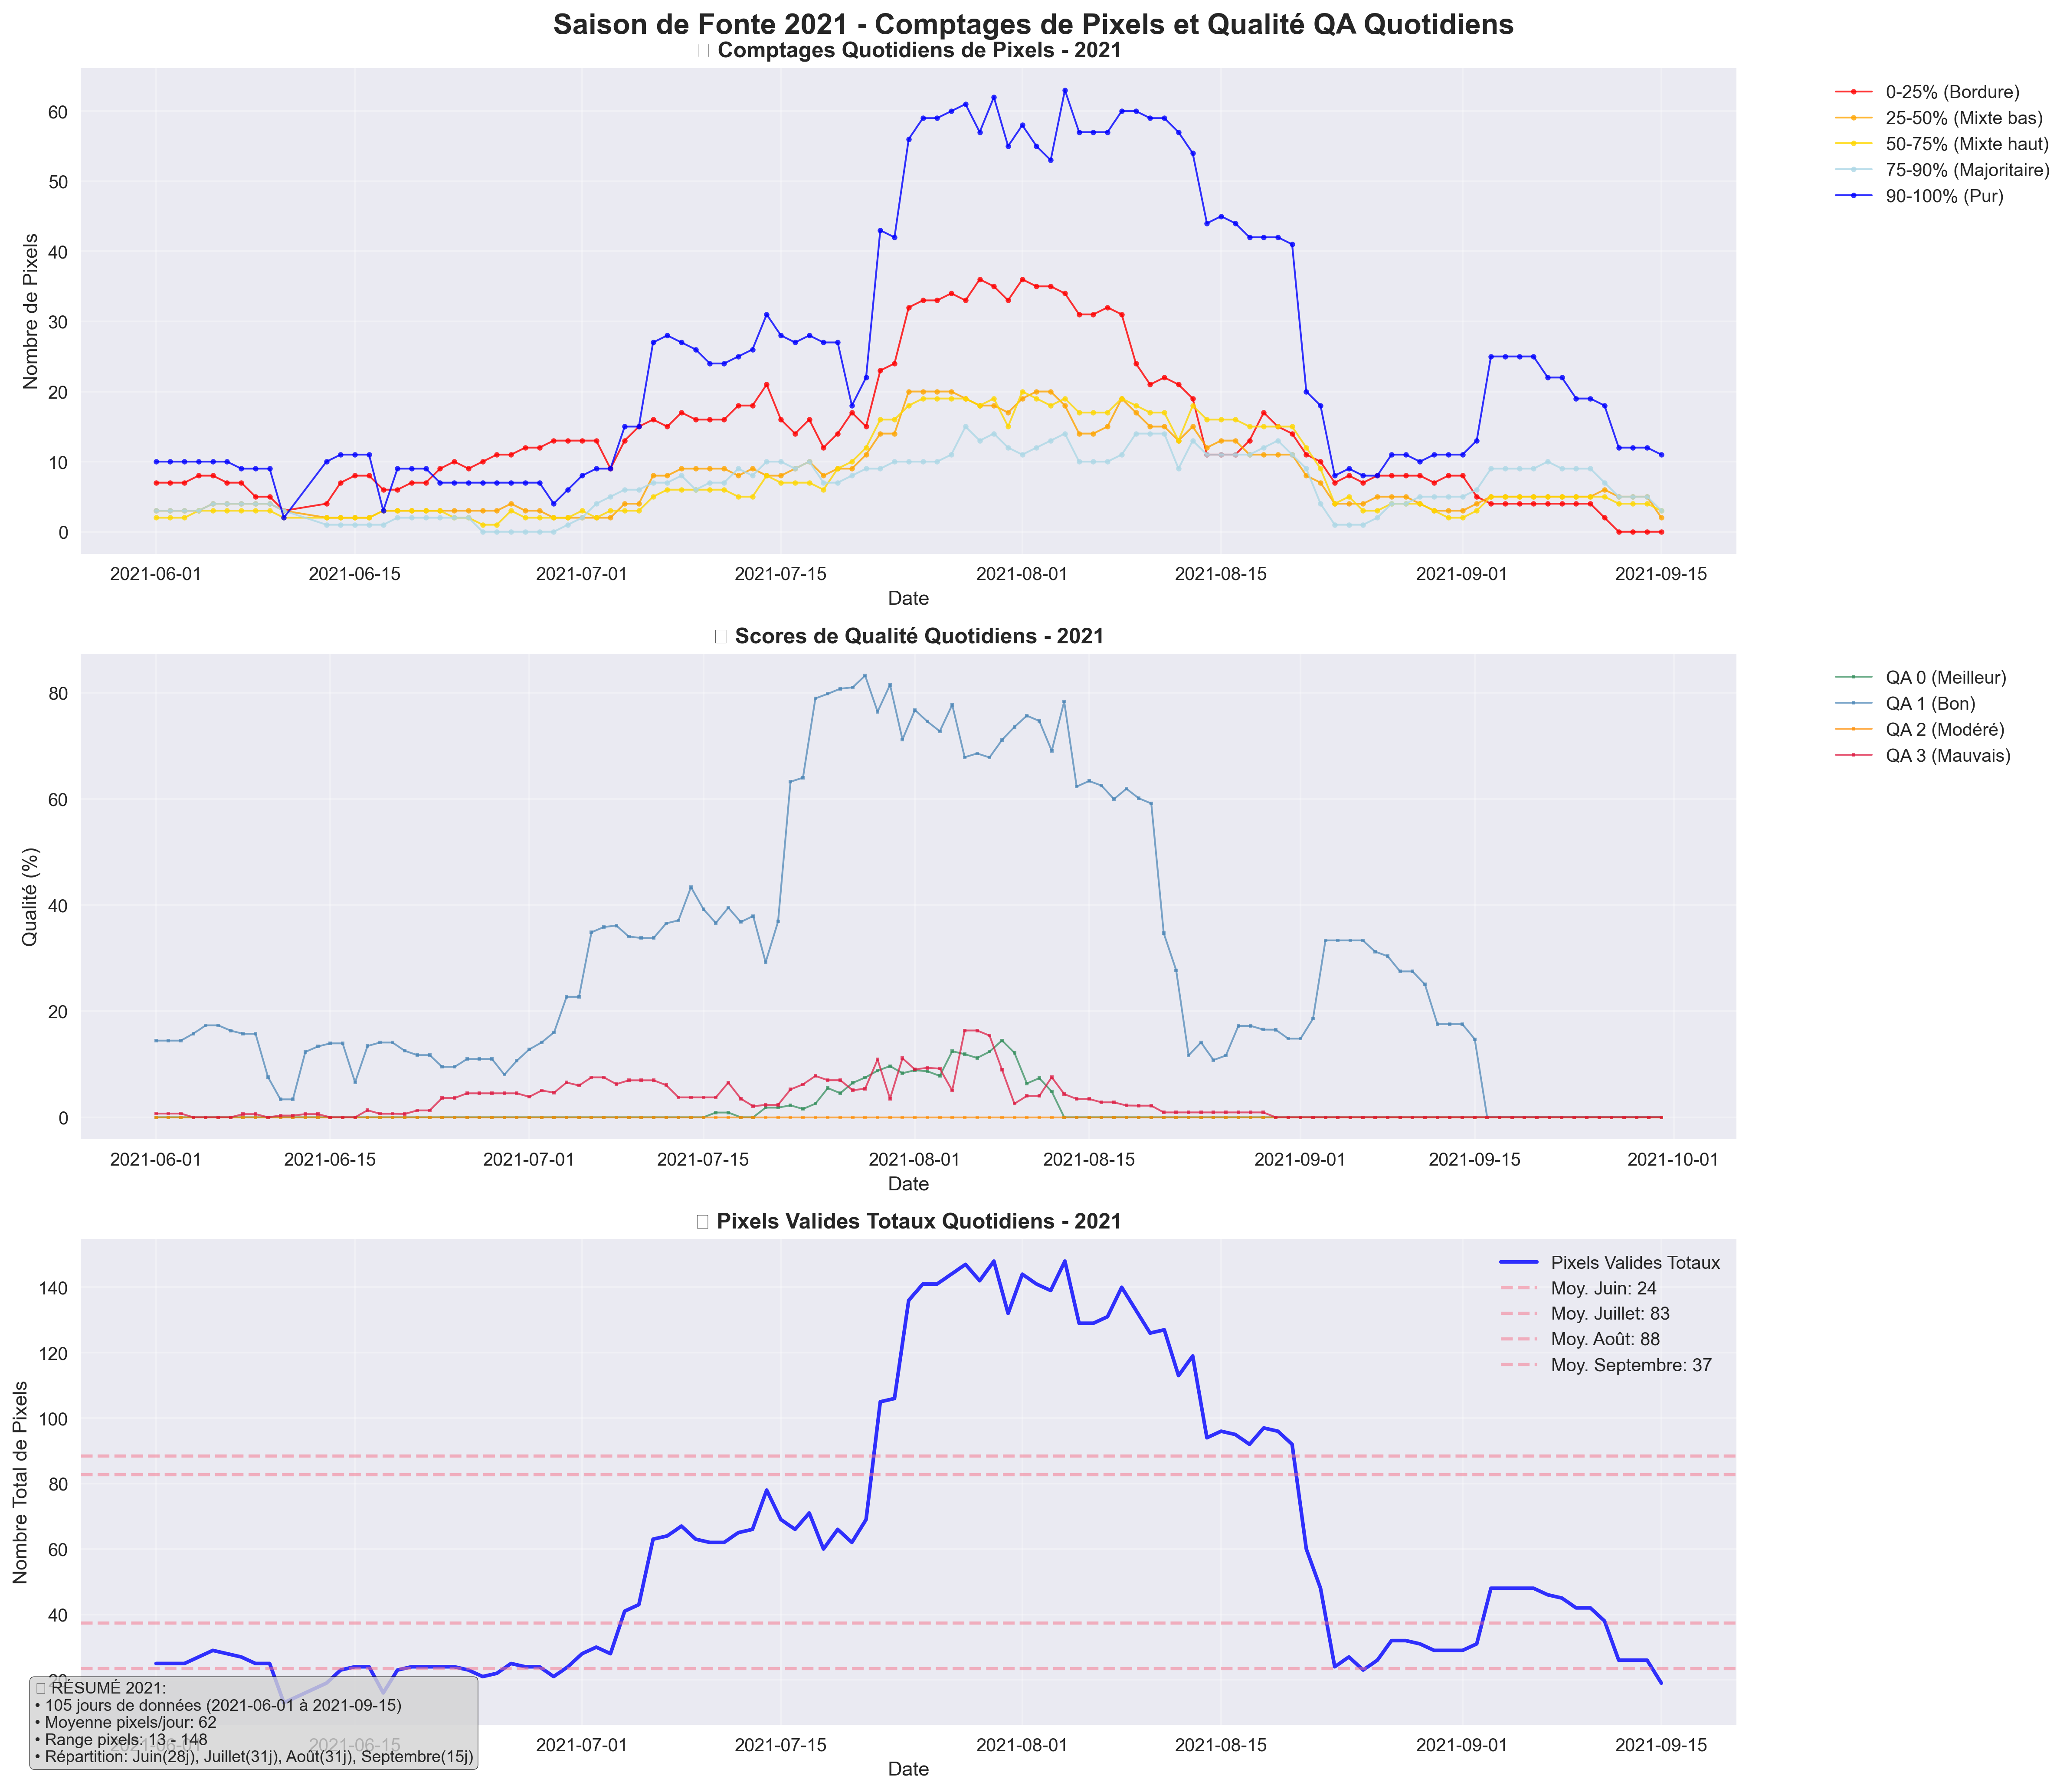 Saison de Fonte 2021 - Comptages de Pixels et Qualité QA Quotidiens
Comptages Quotidiens de Pixels - 2021
Nombre de Pixels
60
50
40
30
20
10
0
2021-06-01 2021-06-15 2021-07-01 2021-07-15 2021-08-01 2021-08-15 2021-09-01 2021-09-15
Date
0-25% (Bordure)
25-50% (Mixte bas)
50-75% (Mixte haut)
75-90% (Majoritaire)
90-100% (Pur)
Scores de Qualité Quotidiens - 2021
Qualité (%)
80
60
40
20
0
2021-06-01 2021-06-15 2021-07-01 2021-07-15 2021-08-01 2021-08-15 2021-09-01 2021-09-15 2021-10-01
Date
QA 0 (Meilleur)
QA 1 (Bon)
QA 2 (Modéré)
QA 3 (Mauvais)
Pixels Valides Totaux Quotidiens - 2021
Nombre Total de Pixels
140
120
100
80
60
40
20
Pixels Valides Totaux
Moy. Juin: 24
Moy. Juillet: 83
Moy. Août: 88
Moy. Septembre: 37
RÉSUMÉ 2021:
• 105 jours de données (2021-06-01 à 2021-09-15)
• Moyenne pixels/jour: 62
• Range pixels: 13 - 148
• Répartition: Juin(28j), Juillet(31j), Août(31j), Septembre(15j)
2021-06-01 2021-06-15 2021-07-01 2021-07-15 2021-08-01 2021-08-15 2021-09-01 2021-09-15
Date